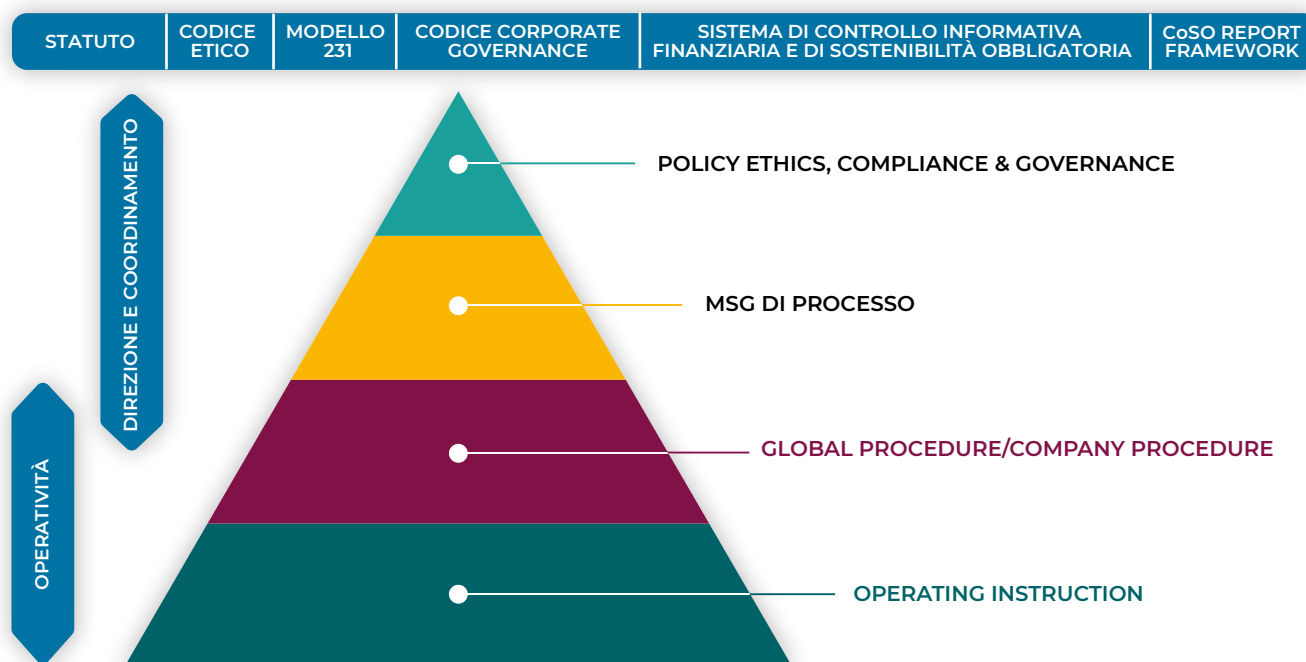 STATUTO
CODICE
ETICO
MODELLO
231
CODICE CORPORATE
GOVERNANCE
SISTEMA DI CONTROLLO INFORMATIVA
FINANZIARIA E DI SOSTENIBILITÀ OBBLIGATORIA
CoSO REPORT
FRAMEWORK
DIREZIONE E COORDINAMENTO
POLICY ETHICS, COMPLIANCE & GOVERNANCE
MSG DI PROCESSO
GLOBAL PROCEDURE/COMPANY PROCEDURE
OPERATIVITÀ
OPERATING INSTRUCTION